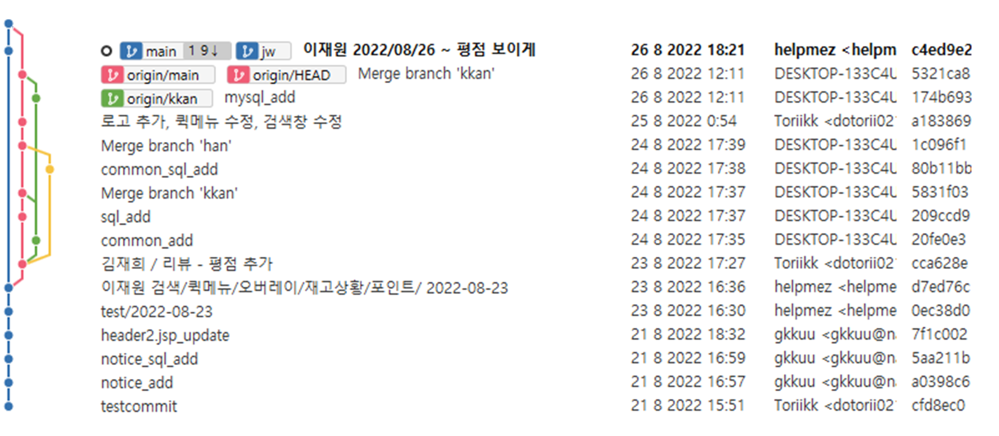 main 1 9↓ jw 이재원 2022/08/26 ~ 평점 보이게 26 8 2022 18:21 helpmez <helpm c4ed9e2
origin/main origin/HEAD Merge branch 'kkan' 26 8 2022 12:11 DESKTOP-133C4U 5321ca8
origin/kkan mysql_add 26 8 2022 12:11 DESKTOP-133C4U 174b693
로고 추가, 퀵메뉴 수정, 검색창 수정 25 8 2022 0:54 Toriikk <dotorii02 a183869
Merge branch 'han' 24 8 2022 17:39 DESKTOP-133C4U 1c096f1
common_sql_add 24 8 2022 17:38 DESKTOP-133C4U 80b11bb
Merge branch 'kkan' 24 8 2022 17:37 DESKTOP-133C4U 5831f03
sql_add 24 8 2022 17:37 DESKTOP-133C4U 209ccd9
common_add 24 8 2022 17:35 DESKTOP-133C4U 20fe0e3
김재희 / 리뷰 - 평점 추가 23 8 2022 17:27 Toriikk <dotorii02 cca628e
이재원 검색/퀵메뉴/오버레이/재고상황/포인트/ 2022-08-23 23 8 2022 16:36 helpmez <helpme d7ed76c
test/2022-08-23 23 8 2022 16:30 helpmez <helpme 0ec38d0
header2.jsp_update 21 8 2022 18:32 gkkuu <gkkuu@n 7f1c002
notice_sql_add 21 8 2022 16:59 gkkuu <gkkuu@n 5aa211b
notice_add 21 8 2022 16:57 gkkuu <gkkuu@n a0398c6
testcommit 21 8 2022 15:51 Toriikk <dotorii02 cfd8ec0